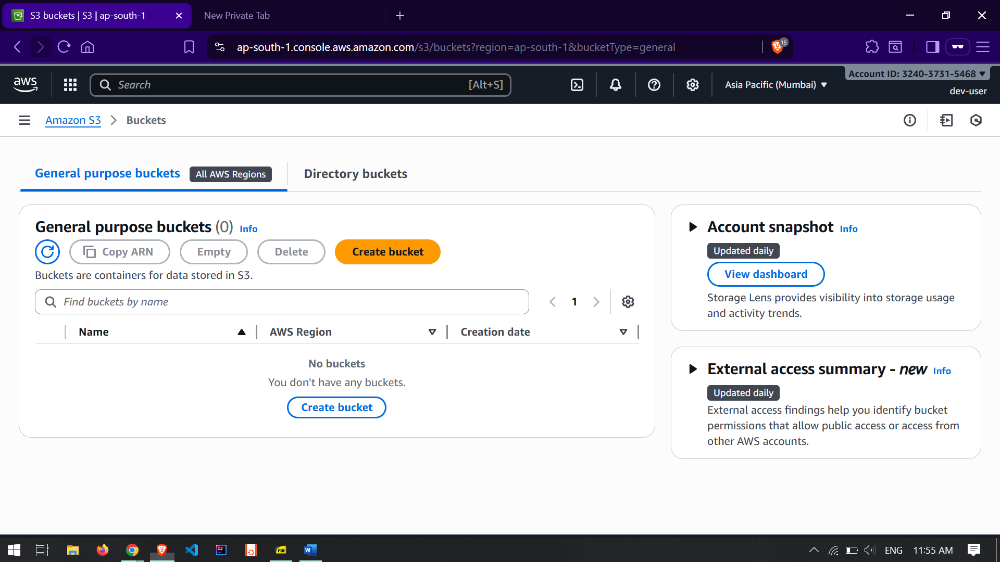 S3 buckets | S3 | ap-south-1
New Private Tab
ap-south-1.console.aws.amazon.com/s3/buckets?region=ap-south-1&bucketType=general
15
aws
Search
[Alt+S]
Asia Pacific (Mumbai)
Account ID: 3240-3731-5468
dev-user
Amazon S3 > Buckets
General purpose buckets
All AWS Regions
Directory buckets
General purpose buckets (0) Info
Copy ARN
Empty
Delete
Create bucket
Buckets are containers for data stored in S3.
Find buckets by name
1
Name
AWS Region
Creation date
No buckets
You don't have any buckets.
Create bucket
Account snapshot Info
Updated daily
View dashboard
Storage Lens provides visibility into storage usage
and activity trends.
External access summary - new Info
Updated daily
External access findings help you identify bucket
permissions that allow public access or access from
other AWS accounts.
IJ
PDF
W
ENG
11:55 AM